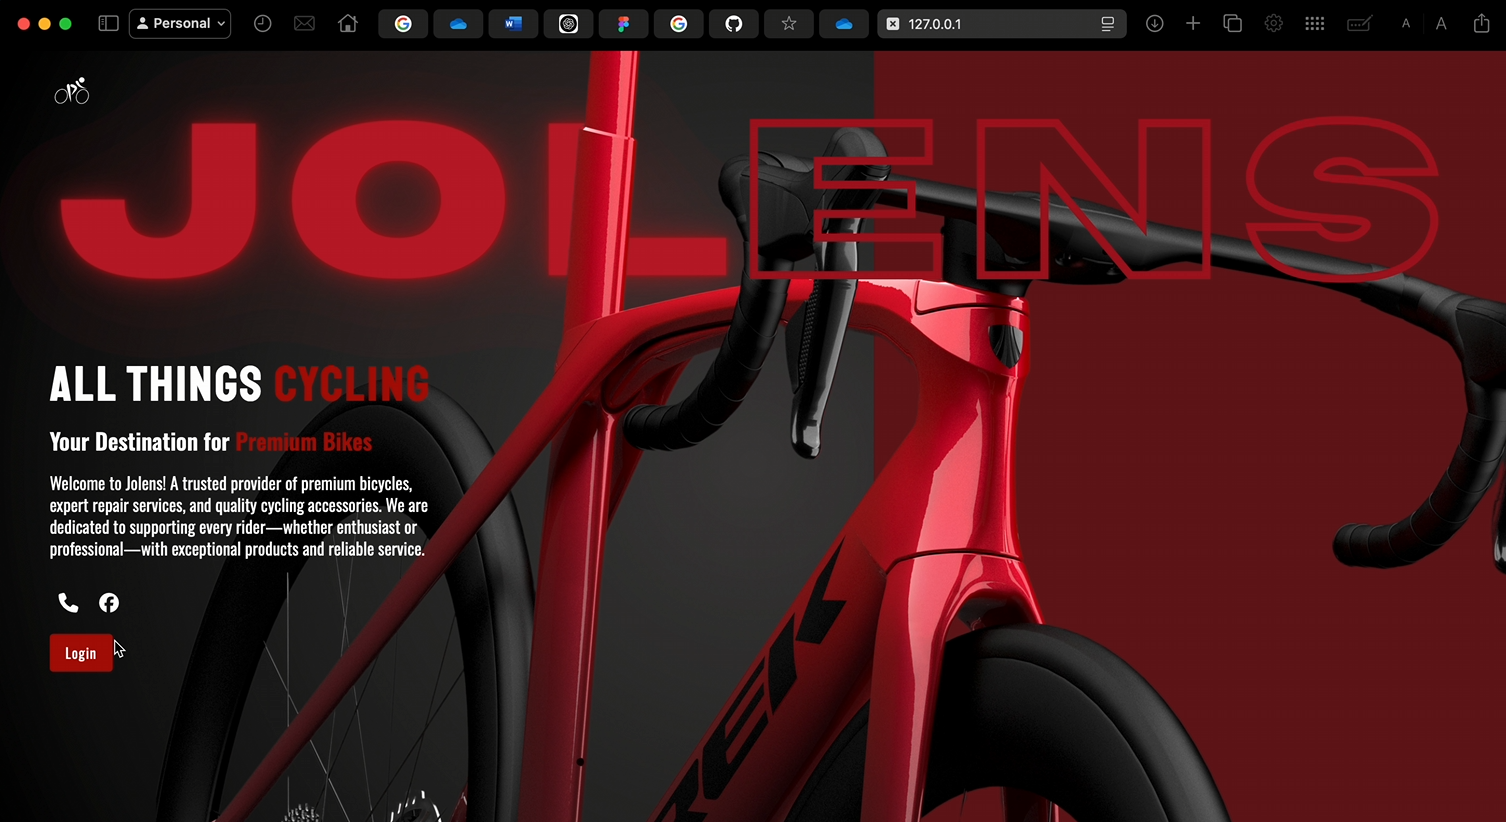 Personal
127.0.0.1
A A
JOLENS
ALL THINGS CYCLING
Your Destination for Premium Bikes
Welcome to Jolens! A trusted provider of premium bicycles,
expert repair services, and quality cycling accessories. We are
dedicated to supporting every rider—whether enthusiast or
professional—with exceptional products and reliable service.
Login
TREK